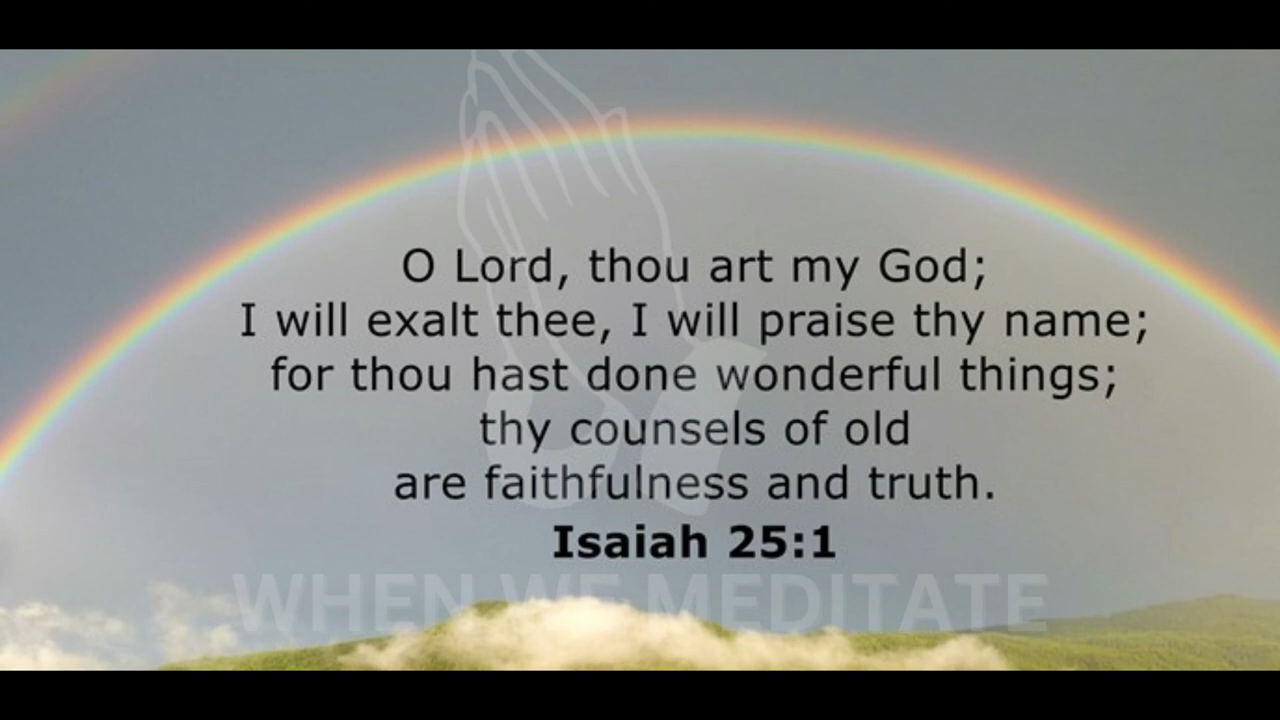 O Lord, thou art my God;
I will exalt thee, I will praise thy name;
for thou hast done wonderful things;
thy counsels of old
are faithfulness and truth.
Isaiah 25:1
WHEN WE MEDITATE